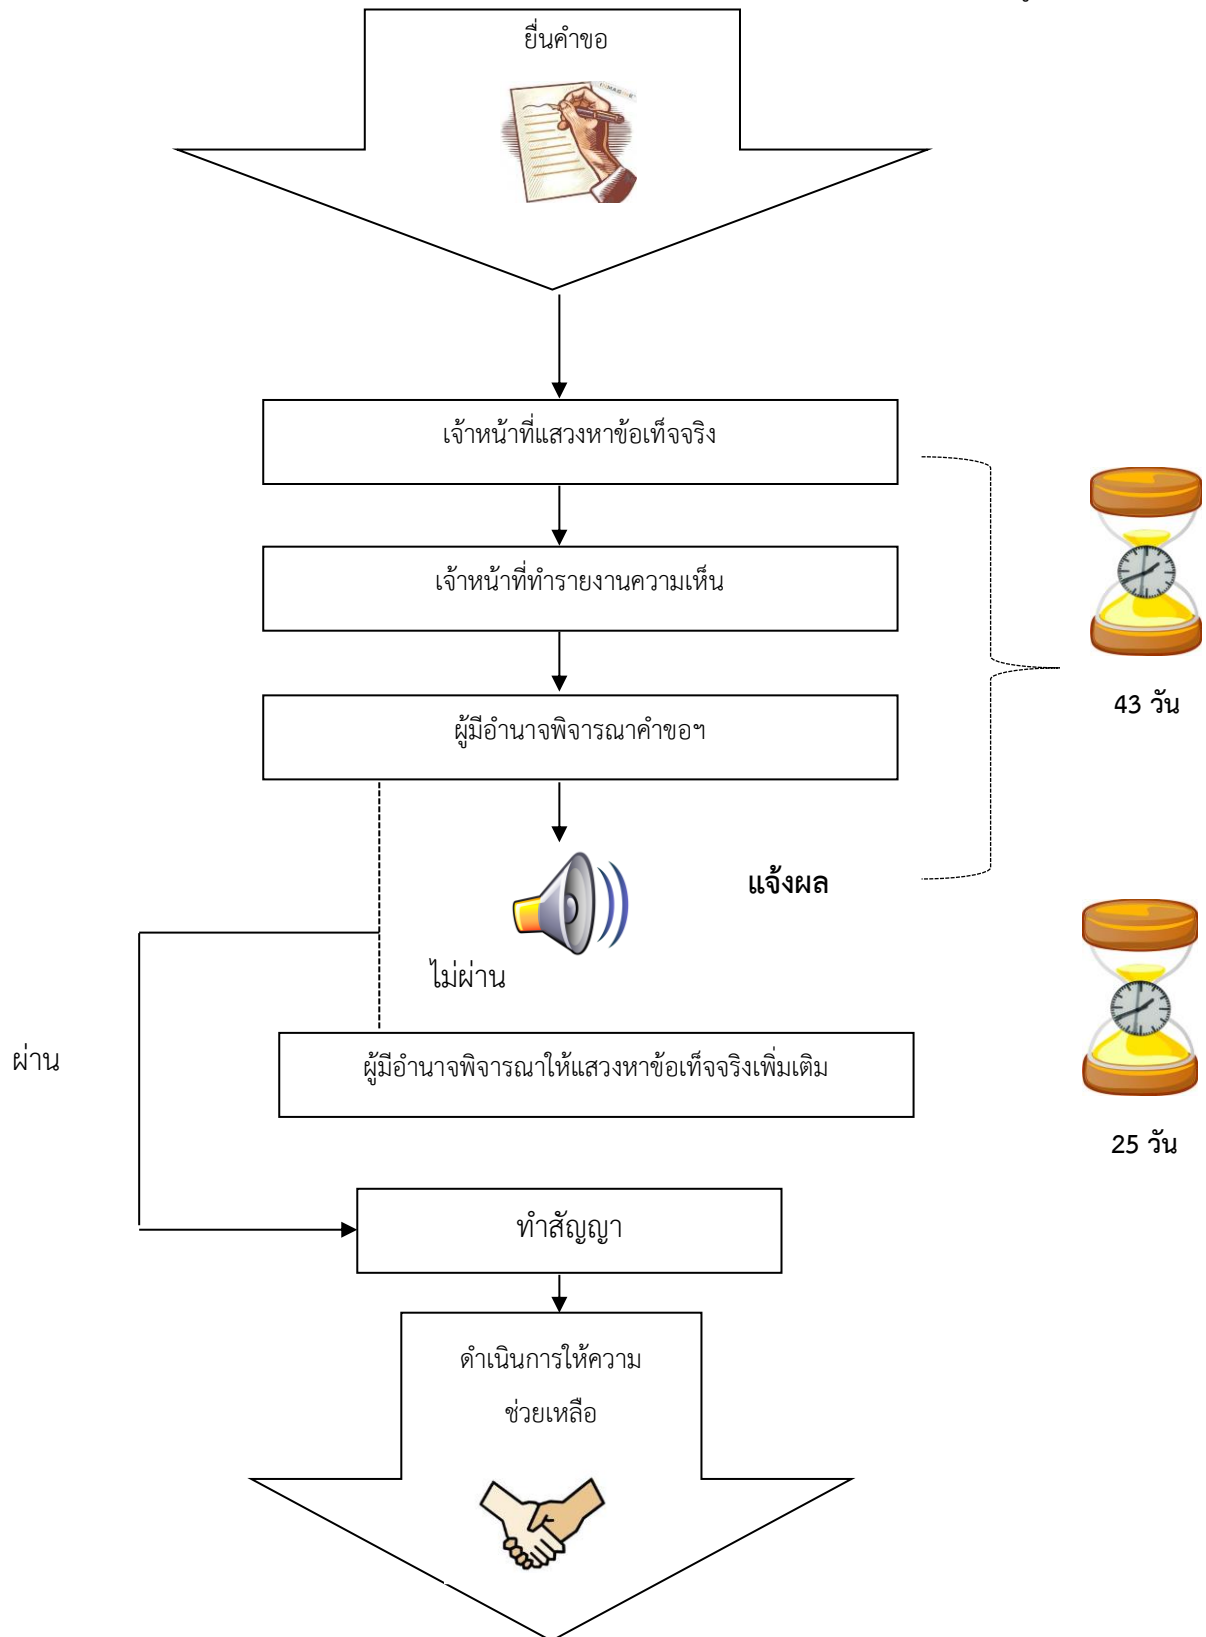 ยื่นคำขอ
เจ้าหน้าที่แสวงหาข้อเท็จจริง
เจ้าหน้าที่ทำรายงานความเห็น
43 วัน
ผู้มีอำนาจพิจารณาคำขอฯ
แจ้งผล
ไม่ผ่าน
ผ่าน
ผู้มีอำนาจพิจารณาให้แสวงหาข้อเท็จจริงเพิ่มเติม
25 วัน
ทำสัญญา
ดำเนินการให้ความ
ช่วยเหลือ